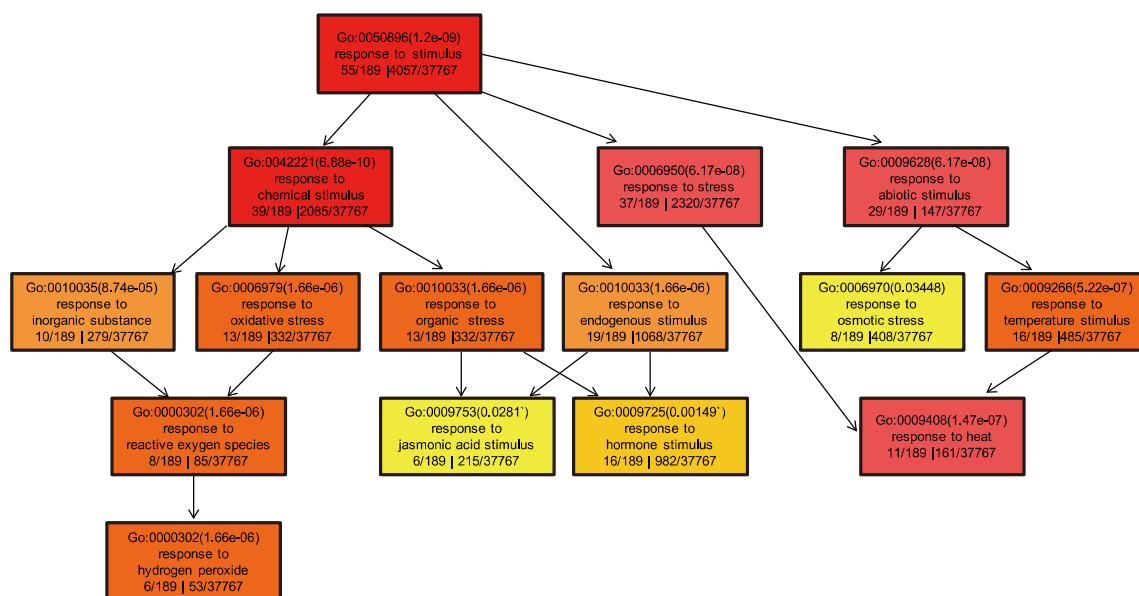 Go:0050896(1.2e-09)
response to stimulus
55/189 |4057/37767
Go:0042221(6.88e-10)
response to
chemical stimulus
39/189 |2085/37767
Go:0006950(6.17e-08)
response to stress
37/189 | 2320/37767
Go:0009628(6.17e-08)
response to
abiotic stimulus
29/189 | 147/37767
Go:0010035(8.74e-05)
response to
inorganic substance
10/189 | 279/37767
Go:0006979(1.66e-06)
response to
oxidative stress
13/189 |332/37767
Go:0010033(1.66e-06)
response to
organic stress
13/189 |332/37767
Go:0010033(1.66e-06)
response to
endogenous stimulus
19/189 |1068/37767
Go:0006970(0.03448)
response to
osmotic stress
8/189 |408/37767
Go:0009266(5.22e-07)
response to
temperature stimulus
16/189 |485/37767
Go:0000302(1.66e-06)
response to
reactive oxygen species
8/189 | 85/37767
Go:0009753(0.0281`)
response to
jasmonic acid stimulus
6/189 | 215/37767
Go:0009725(0.00149`)
response to
hormone stimulus
16/189 | 982/37767
Go:0009408(1.47e-07)
response to heat
11/189 |161/37767
Go:0000302(1.66e-06)
response to
hydrogen peroxide
6/189 | 53/37767